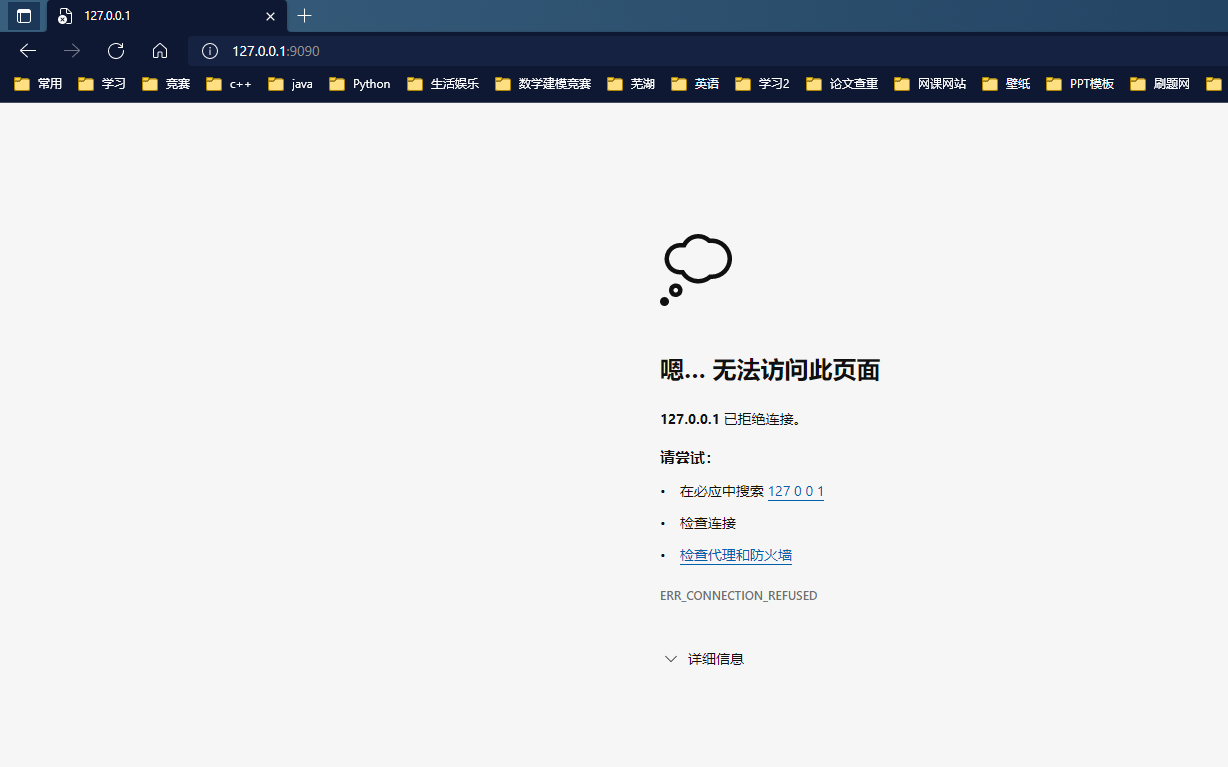 127.0.0.1
127.0.0.1:9090
常用 学习 竞赛 c++ java Python 生活娱乐 数学建模竞赛 芜湖 英语 学习2 论文查重 网课网站 壁纸 PPT模板 刷题网
嗯... 无法访问此页面
127.0.0.1 已拒绝连接。
请尝试:
• 在必应中搜索 127 0 0 1
• 检查连接
• 检查代理和防火墙
ERR_CONNECTION_REFUSED
详细信息